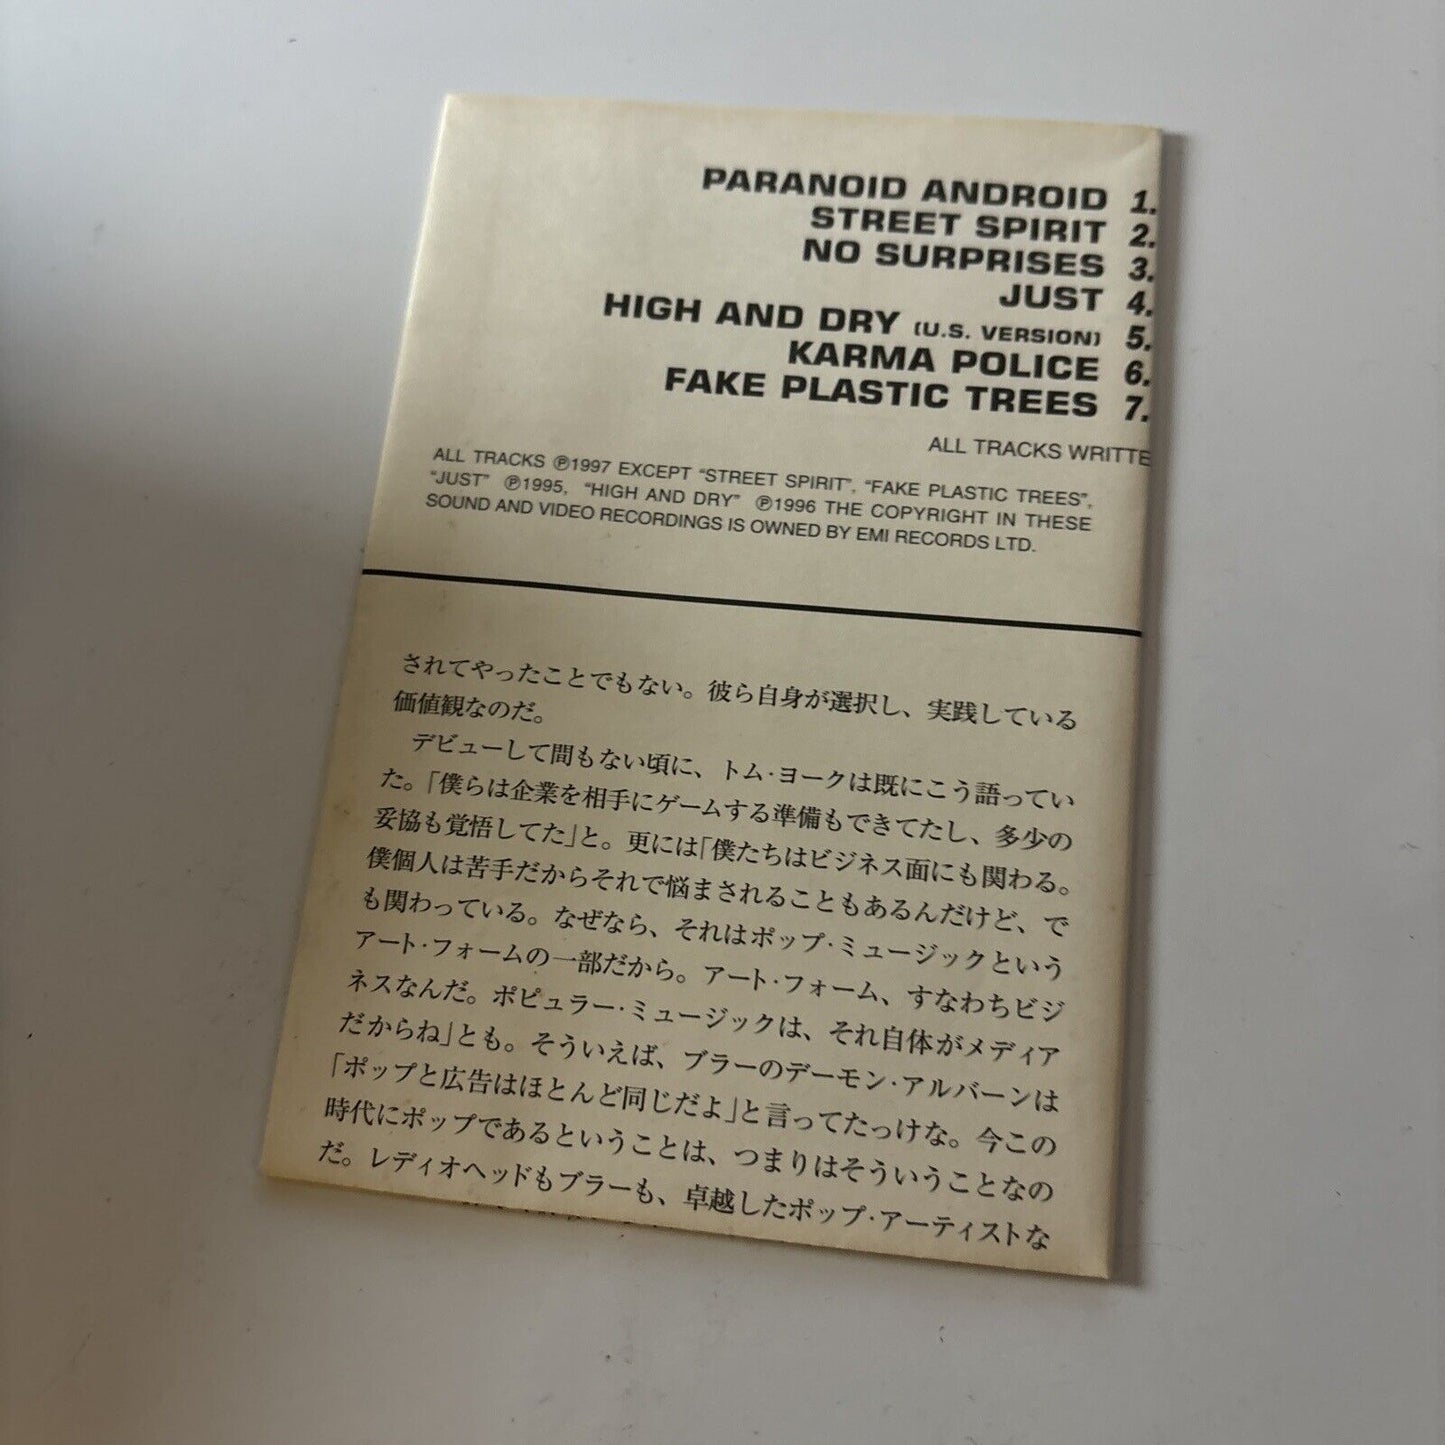 PARANOID ANDROID 1.
STREET SPIRIT 2.
NO SURPRISES 3.
JUST 4.
HIGH AND DRY (U.S. VERSION) 5.
KARMA POLICE 6.
FAKE PLASTIC TREES 7.
ALL TRACKS WRITTE
ALL TRACKS ℗1997 EXCEPT “STREET SPIRIT”, “FAKE PLASTIC TREES”,
“JUST” ℗1995, “HIGH AND DRY” ℗1996 THE COPYRIGHT IN THESE
SOUND AND VIDEO RECORDINGS IS OWNED BY EMI RECORDS LTD.
されてやったことでもない。彼ら自身が選択し、実践している
価値観なのだ。
デビューして間もない頃に、トム・ヨークは既にこう語ってい
た。「僕らは企業を相手にゲームする準備もできてたし、多少の
妥協も覚悟してた」と。更には「僕たちはビジネス面にも関わる。
僕個人は苦手だからそれで悩まされることもあるんだけど、で
も関わっている。なぜなら、それはポップ・ミュージックという
アート・フォームの一部だから。アート・フォーム、すなわちビジ
ネスなんだ。ポピュラー・ミュージックは、それ自体がメディア
だからね」とも。そういえば、ブラーのデーモン・アルバーンは
「ポップと広告はほとんど同じだよ」と言ってたっけな。今この
時代にポップであるということは、つまりはそういうことなの
だ。レディオヘッドもブラーも、卓越したポップ・アーティストな